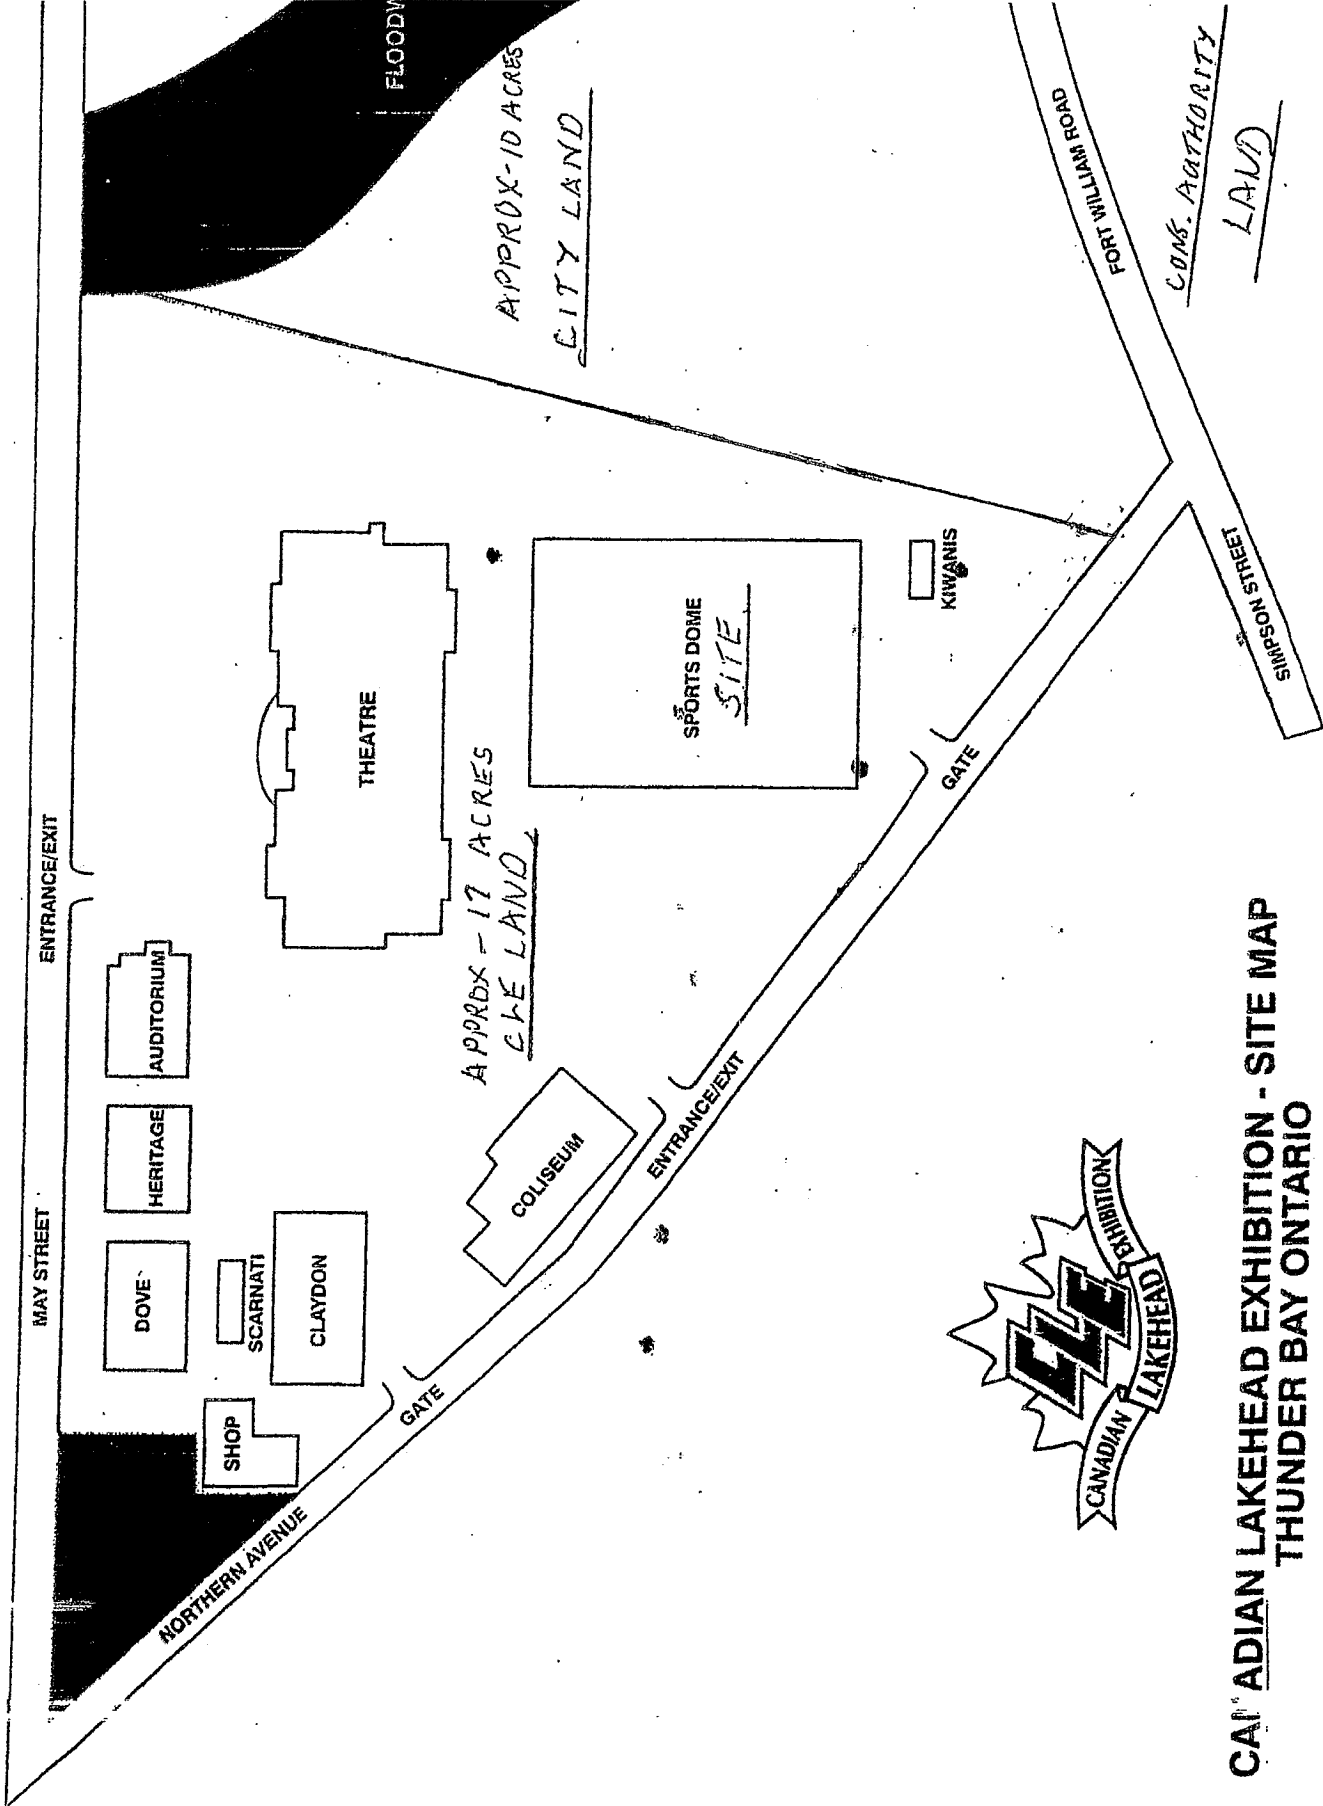 MAY STREET
ENTRANCE/EXIT
DOVE
HERITAGE
AUDITORIUM
SHOP
SCARNATI
CLAYDON
THEATRE
FLOODW
NORTHERN AVENUE
GATE
COLISEUM
APPROX - 17 ACRES
CLE LAND
SPORTS DOME
SITE
APPROX - 10 ACRES
CITY LAND
ENTRANCE/EXIT
KIWANIS
GATE
FORT WILLIAM ROAD
SIMPSON STREET
CONS. AUTHORITY
LAND
CLE
CANADIAN
LAKEHEAD
EXHIBITION
CA ADIAN LAKEHEAD EXHIBITION - SITE MAP
THUNDER BAY ONTARIO